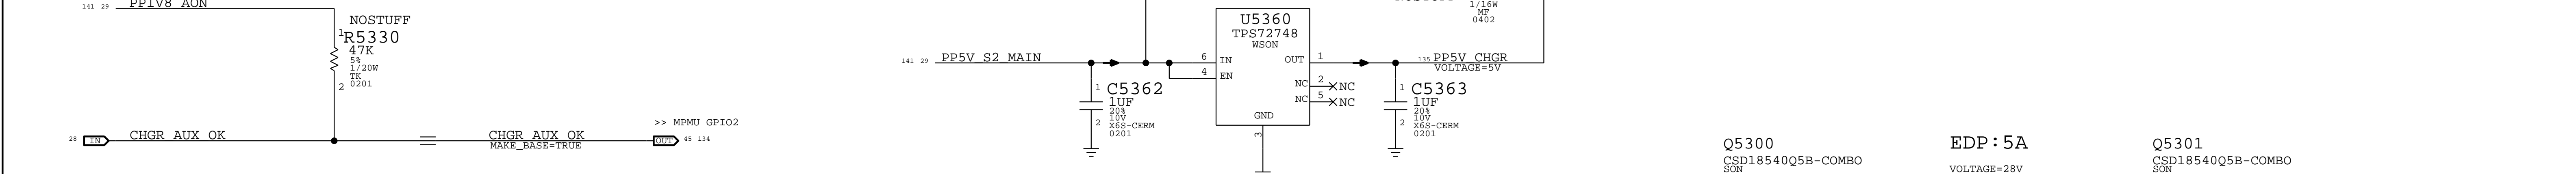 141 29 PP1V8 AON
NOSTUFF
1
R5330
47K
5%
1/20W
TK
0201
2
>> MPMU GPIO2
28 IN CHGR AUX OK
CHGR AUX OK
MAKE_BASE=TRUE
OUT 45 134
141 29 PP5V S2 MAIN
U5360
TPS72748
WSON
6 IN
4 EN
OUT 1
NC 2 NC
NC 5 NC
GND
3
1 C5362
1UF
20%
10V
2 X6S-CERM
0201
1/16W
MF
0402
135 PP5V CHGR
VOLTAGE=5V
1 C5363
1UF
20%
10V
2 X6S-CERM
0201
Q5300
CSD18540Q5B-COMBO
SON
EDP:5A
VOLTAGE=28V
Q5301
CSD18540Q5B-COMBO
SON